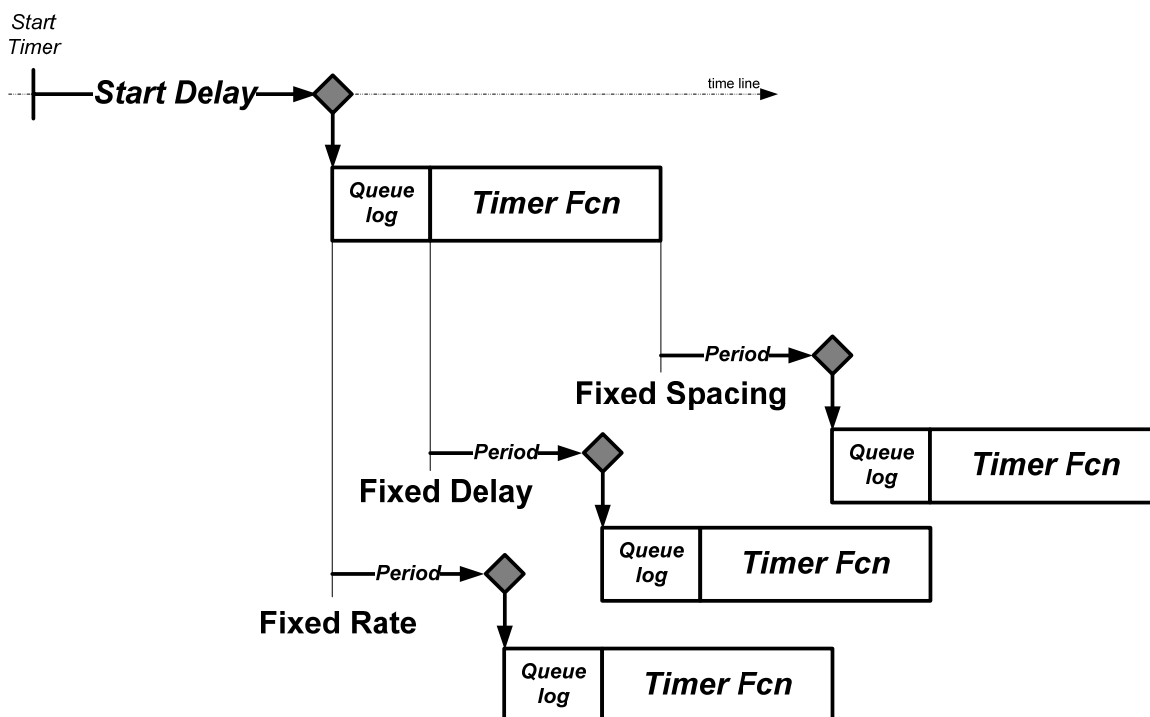 Start
Timer
Start Delay
time line
Queue
log
Timer Fcn
Period
Fixed Spacing
Queue
log
Timer Fcn
Period
Fixed Delay
Queue
log
Timer Fcn
Period
Fixed Rate
Queue
log
Timer Fcn